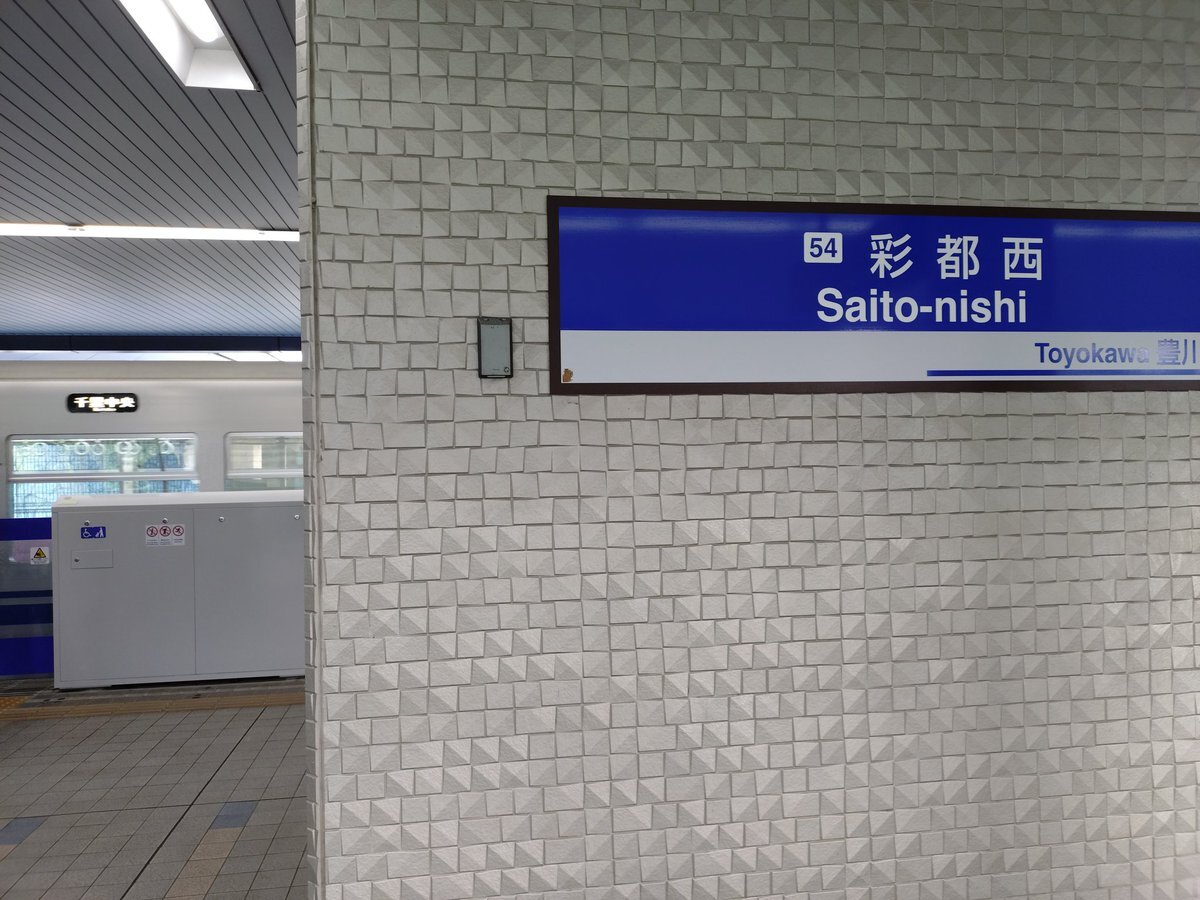 54 彩都西
Saito-nishi
Toyokawa 豊川
千里中央